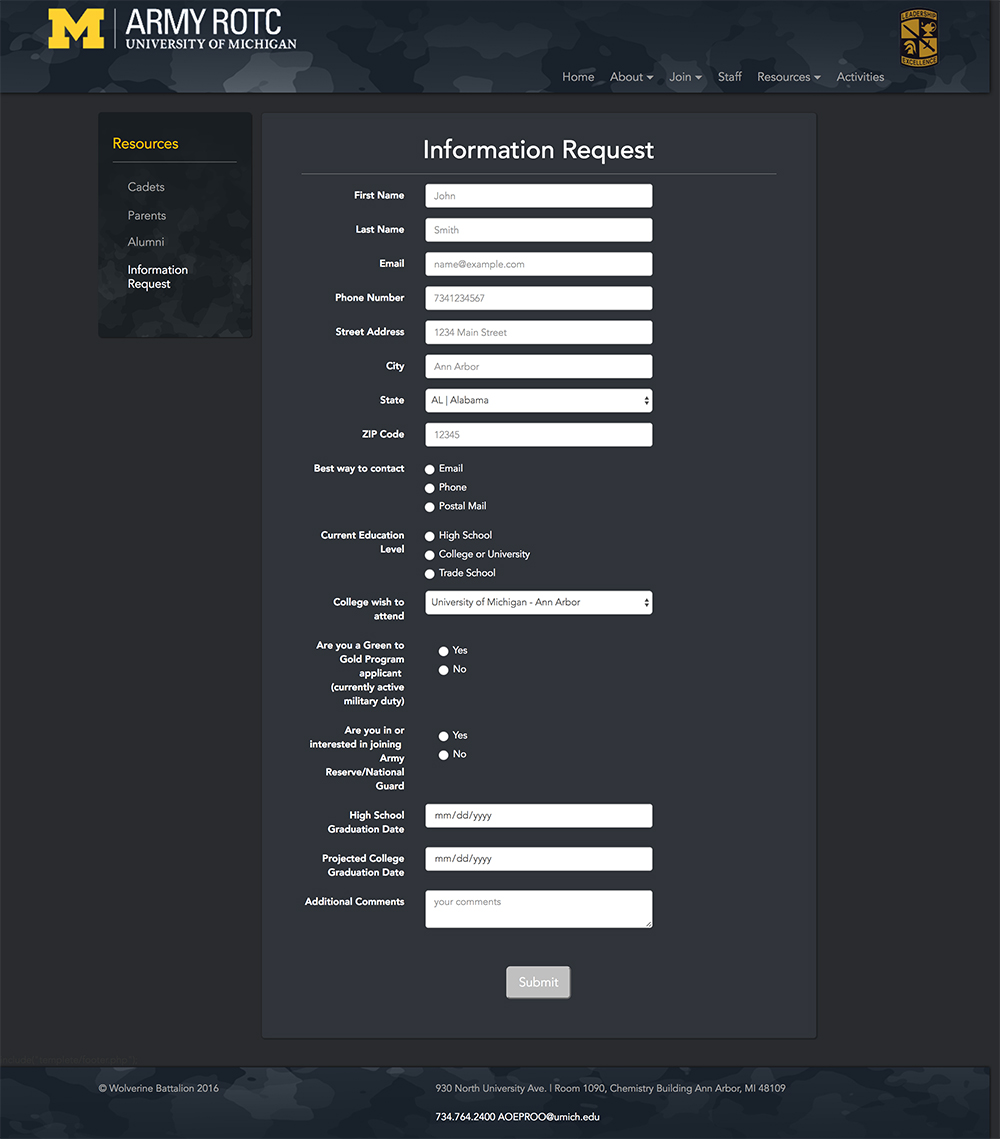 M ARMY ROTC
UNIVERSITY OF MICHIGAN
LEADERSHIP
EXCELLENCE
Home About Join Staff Resources Activities
Resources
Cadets
Parents
Alumni
Information
Request
Information Request
First Name John
Last Name Smith
Email name@example.com
Phone Number 7341234567
Street Address 1234 Main Street
City Ann Arbor
State AL | Alabama
ZIP Code 12345
Best way to contact Email
Phone
Postal Mail
Current Education
Level
High School
College or University
Trade School
College wish to
attend
University of Michigan - Ann Arbor
Are you a Green to
Gold Program
applicant
(currently active
military duty)
Yes
No
Are you in or
interested in joining
Army
Reserve/National
Guard
Yes
No
High School
Graduation Date
mm/dd/yyyy
Projected College
Graduation Date
mm/dd/yyyy
Additional Comments your comments
Submit
© Wolverine Battalion 2016
930 North University Ave. | Room 1090, Chemistry Building Ann Arbor, MI 48109
734.764.2400 AOEPROO@umich.edu